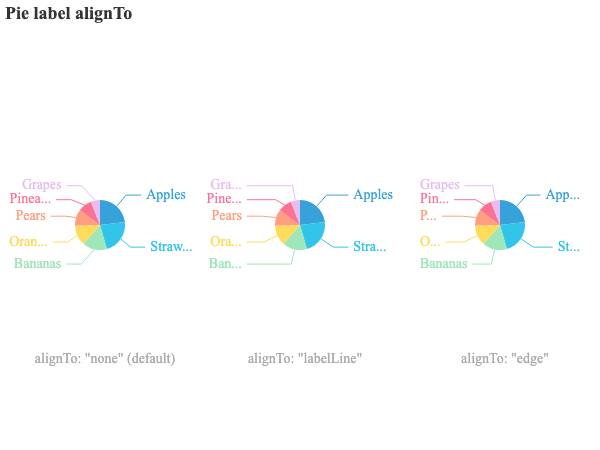 Pie label alignTo
Grapes
Pinea...
Pears
Oran...
Bananas
Apples
Straw...
Gra...
Pine...
Pears
Ora...
Ban...
Apples
Stra...
Grapes
Pin...
P...
O...
Bananas
App...
St...
alignTo: "none" (default)
alignTo: "labelLine"
alignTo: "edge"